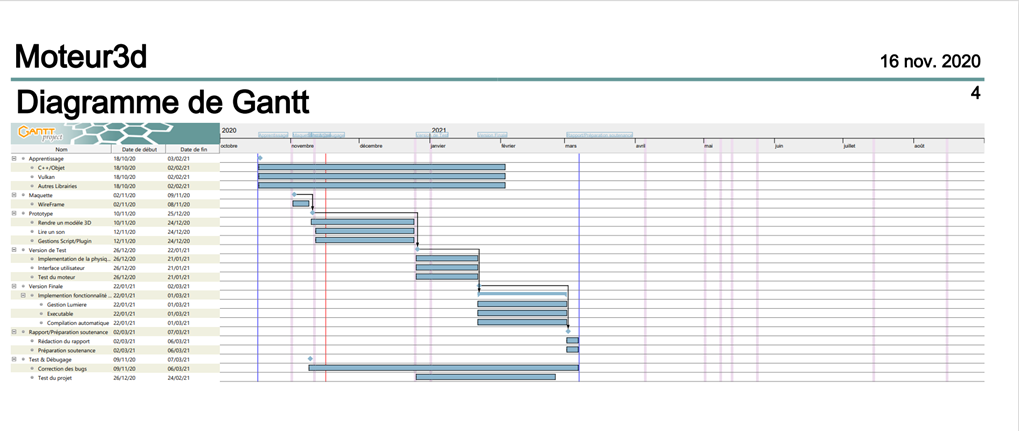 Moteur3d
16 nov. 2020
Diagramme de Gantt
4
GANTT project
2020
2021
Nom Date de début Date de fin
octobre novembre décembre janvier février mars avril mai juin juillet août
Apprentissage 18/10/20 03/02/21
C++/Objet 18/10/20 02/02/21
Vulkan 18/10/20 02/02/21
Autres Librairies 18/10/20 02/02/21
Maquette 02/11/20 09/11/20
WireFrame 02/11/20 08/11/20
Prototype 10/11/20 25/12/20
Rendre un modèle 3D 10/11/20 24/12/20
Lire un son 12/11/20 24/12/20
Gestions Script/Plugin 12/11/20 24/12/20
Version de Test 26/12/20 22/01/21
Implementation de la physiq... 26/12/20 21/01/21
Interface utilisateur 26/12/20 21/01/21
Test du moteur 26/12/20 21/01/21
Version Finale 22/01/21 02/03/21
Implemention fonctionnalité ... 22/01/21 01/03/21
Gestion Lumiere 22/01/21 01/03/21
Executable 22/01/21 01/03/21
Compilation automatique 22/01/21 01/03/21
Rapport/Préparation soutenance 02/03/21 07/03/21
Rédaction du rapport 02/03/21 06/03/21
Préparation soutenance 02/03/21 06/03/21
Test & Débugage 09/11/20 07/03/21
Correction des bugs 09/11/20 06/03/21
Test du projet 26/12/20 24/02/21